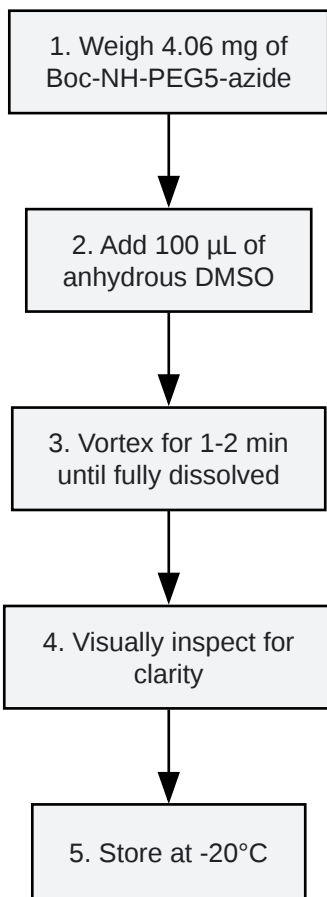 1. Weigh 4.06 mg of
Boc-NH-PEG5-azide
2. Add 100 µL of
anhydrous DMSO
3. Vortex for 1-2 min
until fully dissolved
4. Visually inspect for
clarity
5. Store at -20°C